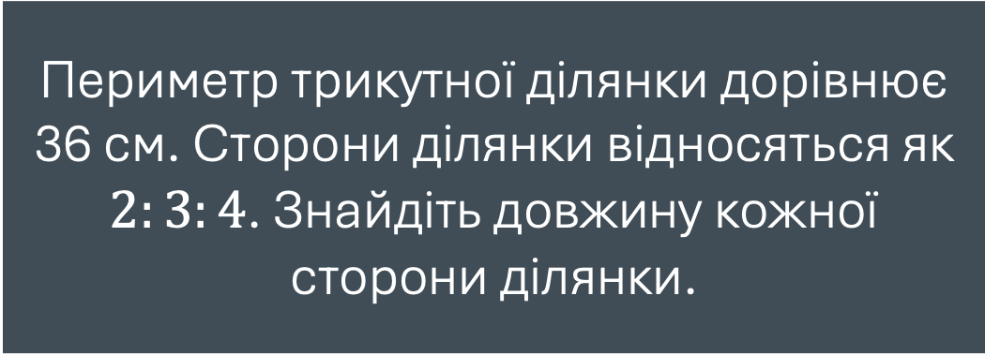 Периметр трикутної ділянки дорівнює
36 см. Сторони ділянки відносяться як
2: 3: 4. Знайдіть довжину кожної
сторони ділянки.